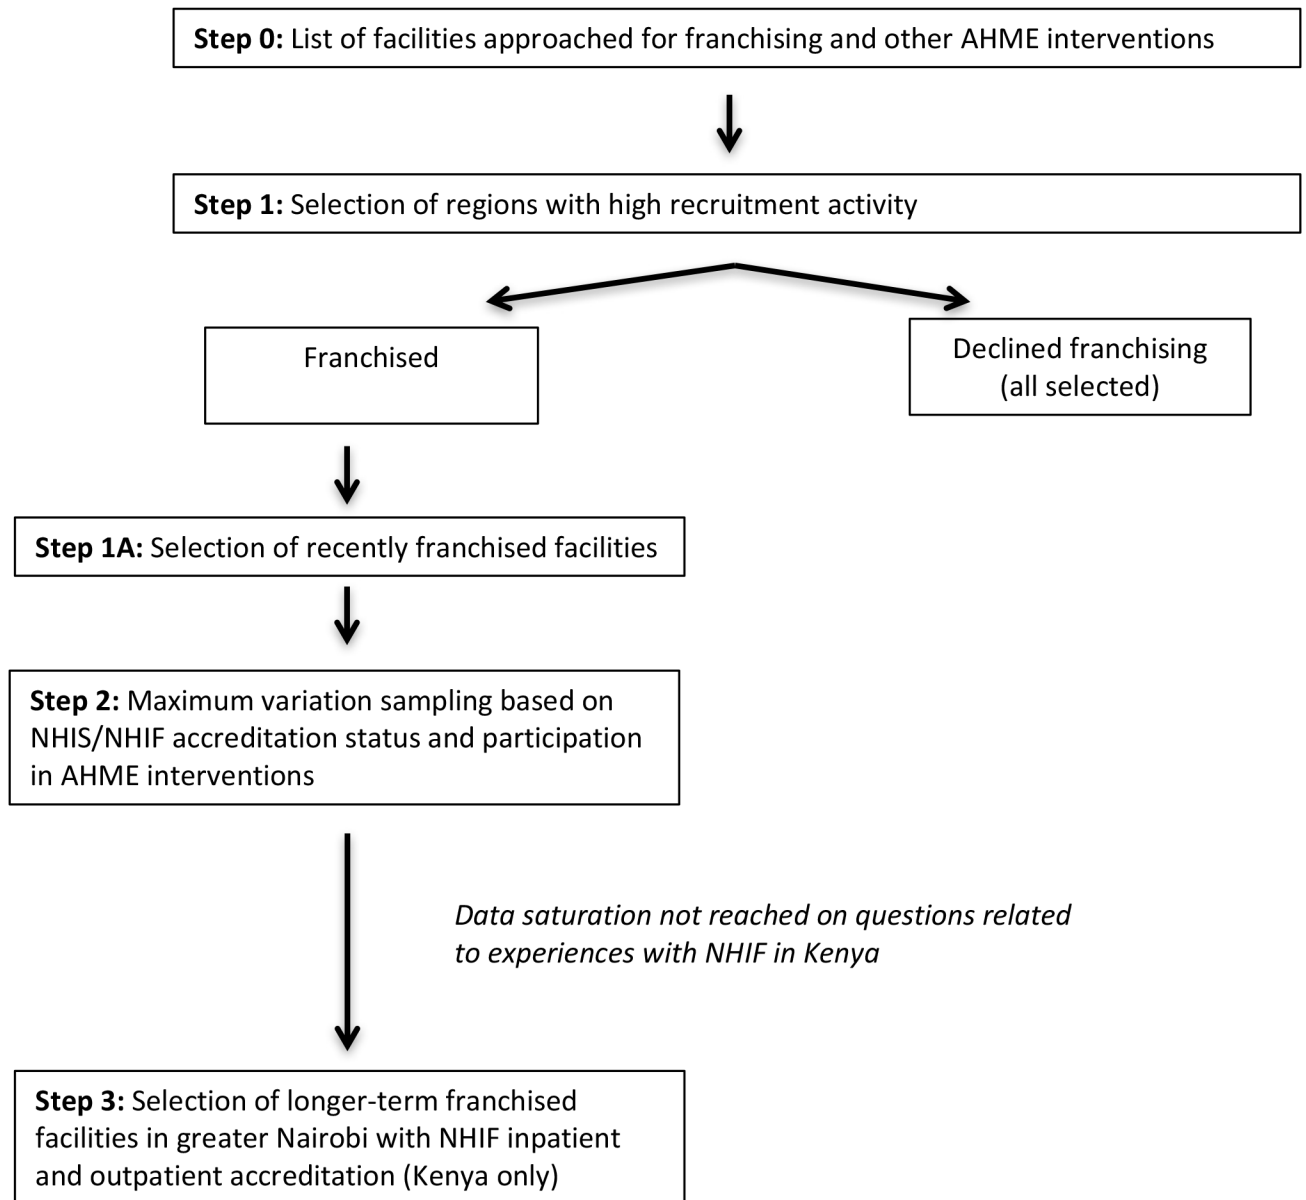 Step 0: List of facilities approached for franchising and other AHME interventions
Step 1: Selection of regions with high recruitment activity
Franchised
Declined franchising
(all selected)
Step 1A: Selection of recently franchised facilities
Step 2: Maximum variation sampling based on
NHIS/NHIF accreditation status and participation
in AHME interventions
Data saturation not reached on questions related
to experiences with NHIF in Kenya
Step 3: Selection of longer-term franchised
facilities in greater Nairobi with NHIF inpatient
and outpatient accreditation (Kenya only)